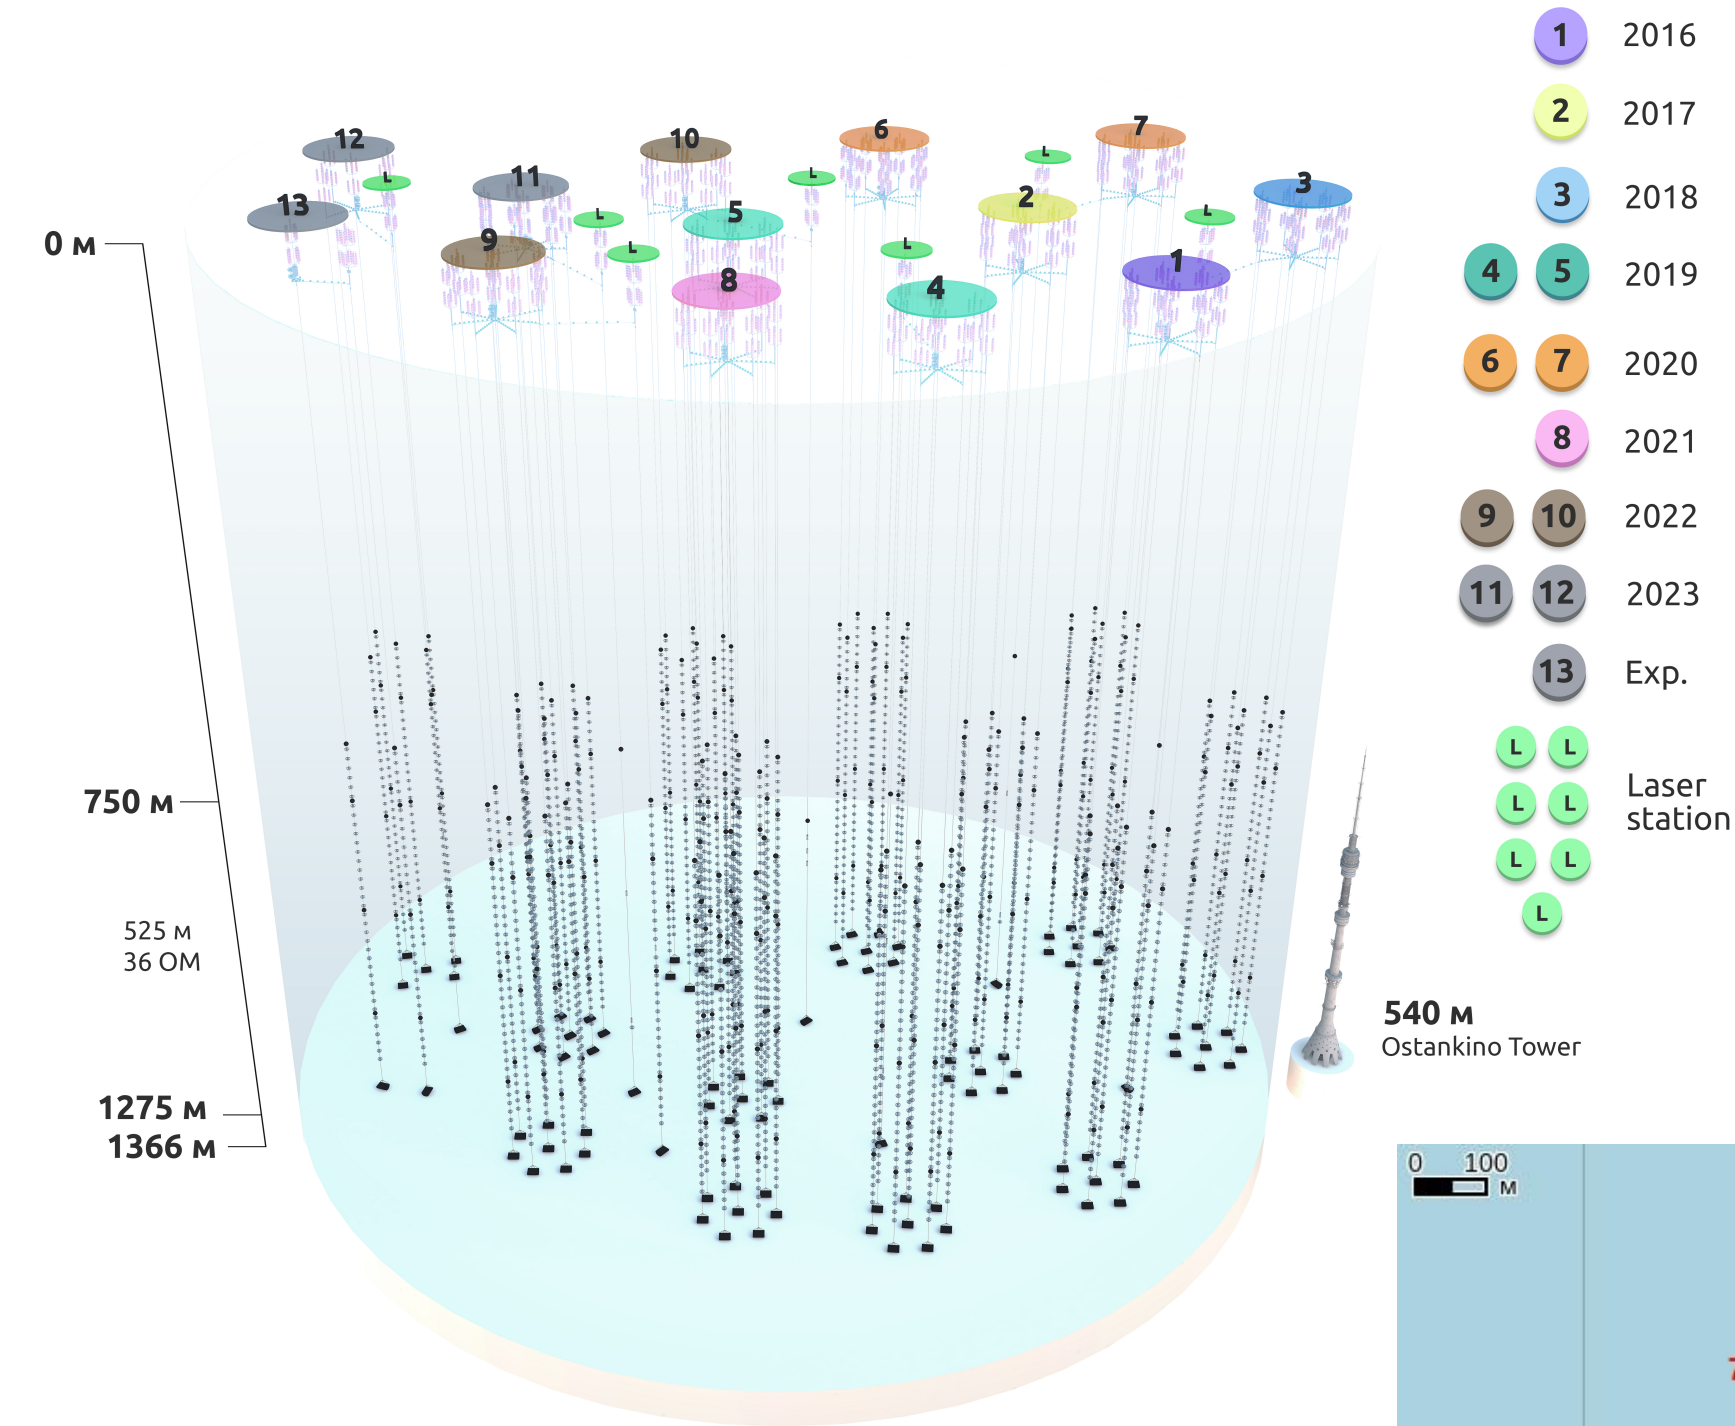 12
13
11
10
6
7
L
L
L
L
L
L
L
5
2
3
9
8
4
1
0 м
750 м
525 м
36 OM
1275 м
1366 м
540 м
Ostankino Tower
1 2016
2 2017
3 2018
4 5 2019
6 7 2020
8 2021
9 10 2022
11 12 2023
13 Exp.
L L
L L
L L
L
Laser
station
0 100
м